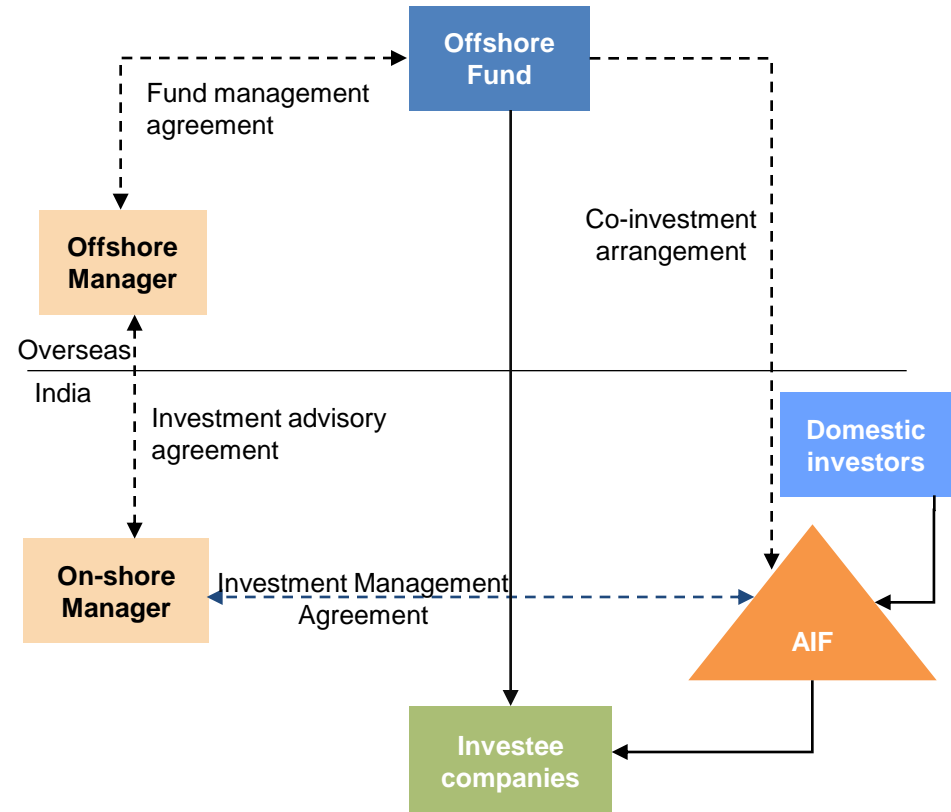 Offshore
Fund
Fund management
agreement
Offshore
Manager
Co-investment
arrangement
Overseas
India
Investment advisory
agreement
Domestic
investors
On-shore
Manager
Investment Management
Agreement
AIF
Investee
companies